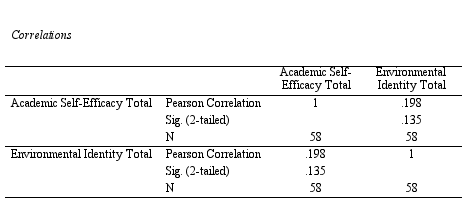 Correlations
Academic Self- Environmental
Efficacy Total Identity Total
Academic Self-Efficacy Total Pearson Correlation 1 .198
Sig. (2-tailed) .135
N 58 58
Environmental Identity Total Pearson Correlation .198 1
Sig. (2-tailed) .135
N 58 58